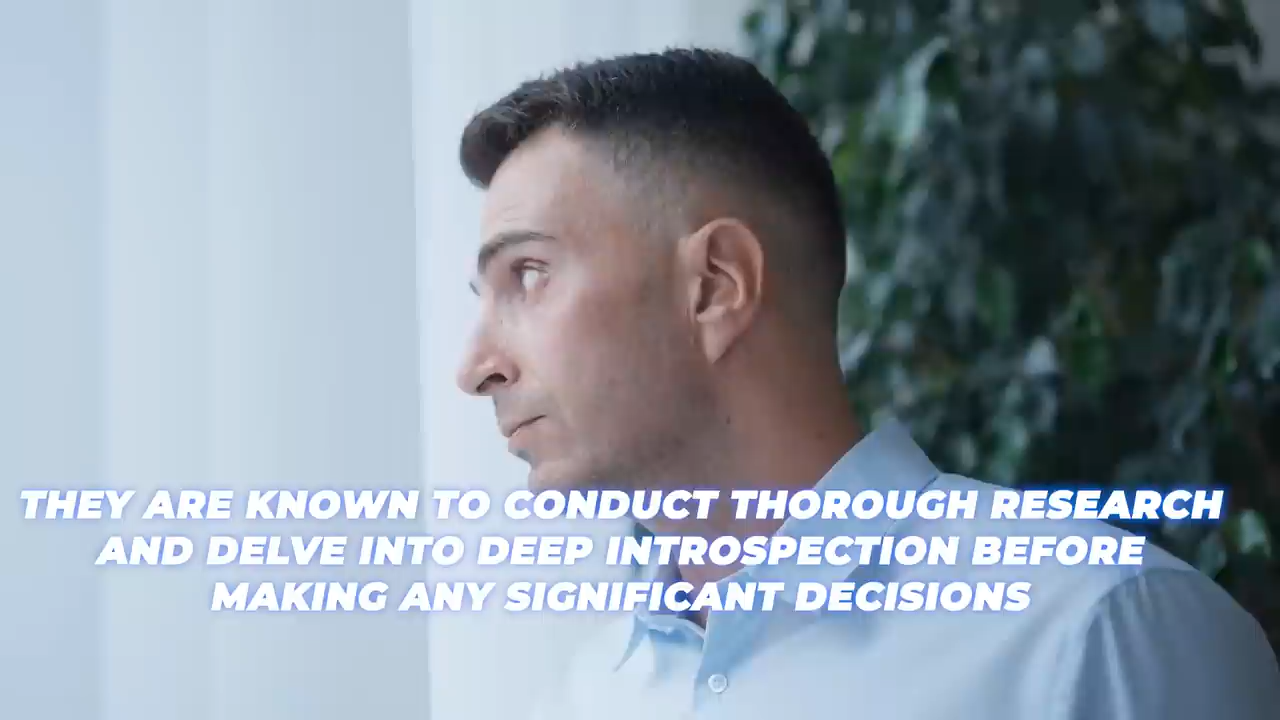 THEY ARE KNOWN TO CONDUCT THOROUGH RESEARCH
AND DELVE INTO DEEP INTROSPECTION BEFORE
MAKING ANY SIGNIFICANT DECISIONS